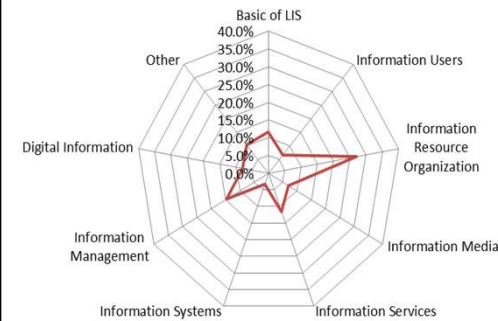 Basic of LIS
40.0%
35.0%
30.0%
25.0%
20.0%
15.0%
10.0%
5.0%
0.0%
Information Users
Information
Resource
Organization
Information Media
Information Services
Information Systems
Information
Management
Digital Information
Other